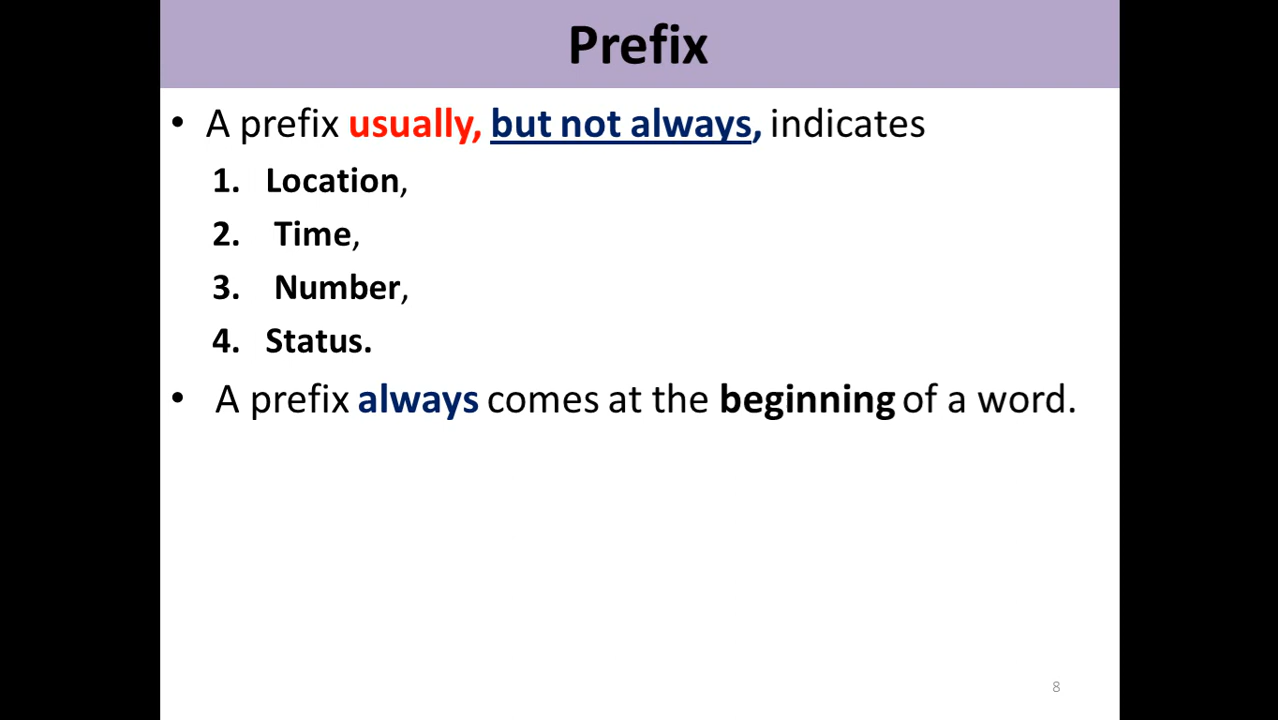 Prefix
• A prefix usually, but not always, indicates
1. Location,
2. Time,
3. Number,
4. Status.
• A prefix always comes at the beginning of a word.
8